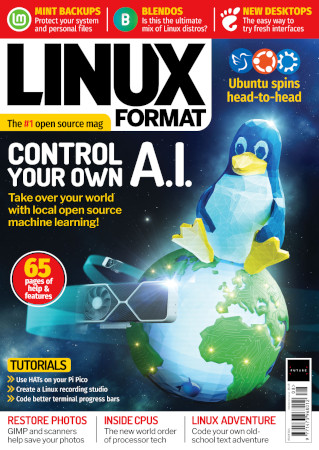 MINT BACKUPS
Protect your system
and personal files
B
BLENDOS
Is this the ultimate
mix of Linux distros?
NEW DESKTOPS
The easy way to
try fresh interfaces
LINUX
FORMAT
The #1 open source mag
Ubuntu spins
head-to-head
CONTROL
YOUR OWN
A.I.
Take over your world
with local open source
machine learning!
65
pages of
help &
features
TUTORIALS
Use HATs on your Pi Pico
Create a Linux recording studio
Code better terminal progress bars
FUTURE
RESTORE PHOTOS
GIMP and scanners
help save your photos
INSIDE CPUS
The new world order
of processor tech
LINUX ADVENTURE
Code your own old-
school text adventure